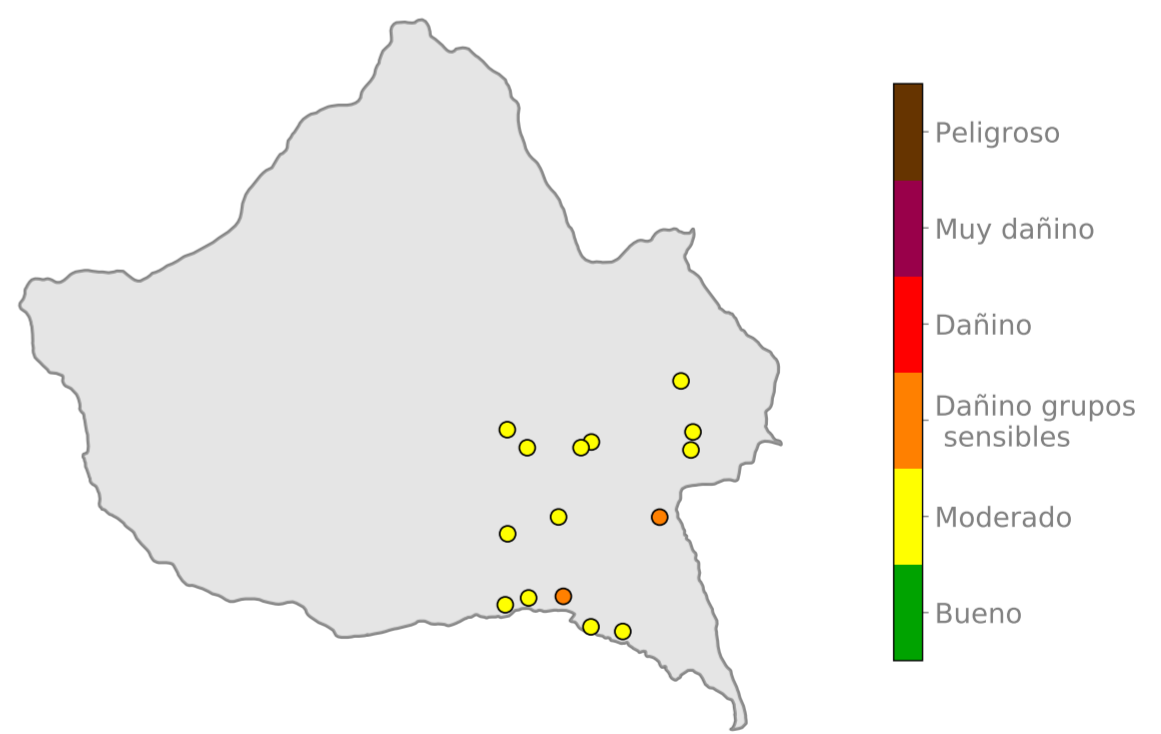 Peligroso
Muy dañino
Dañino
Dañino grupos
sensibles
Moderado
Bueno